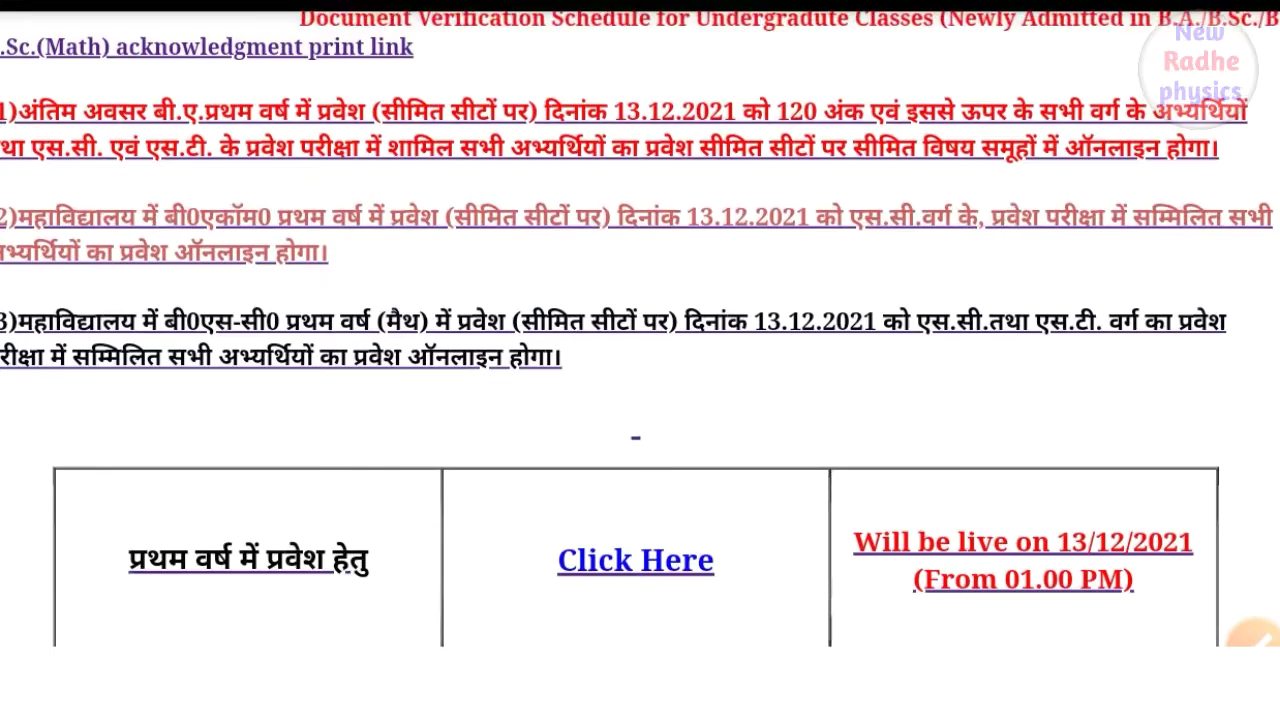 Document Verification Schedule for Undergradute Classes (Newly Admitted in B.A./B.Sc./B
.Sc.(Math) acknowledgment print link
New
Radhe
physics
1)अंतिम अवसर बी.ए.प्रथम वर्ष में प्रवेश (सीमित सीटों पर) दिनांक 13.12.2021 को 120 अंक एवं इससे ऊपर के सभी वर्ग के अभ्यर्थियों
था एस.सी. एवं एस.टी. के प्रवेश परीक्षा में शामिल सभी अभ्यर्थियों का प्रवेश सीमित सीटों पर सीमित विषय समूहों में ऑनलाइन होगा।
2)महाविद्यालय में बी0एकॉम0 प्रथम वर्ष में प्रवेश (सीमित सीटों पर) दिनांक 13.12.2021 को एस.सी.वर्ग के, प्रवेश परीक्षा में सम्मिलित सभी
भ्यर्थियों का प्रवेश ऑनलाइन होगा।
3)महाविद्यालय में बी0एस-सी0 प्रथम वर्ष (मैथ) में प्रवेश (सीमित सीटों पर) दिनांक 13.12.2021 को एस.सी.तथा एस.टी. वर्ग का प्रवेश
रीक्षा में सम्मिलित सभी अभ्यर्थियों का प्रवेश ऑनलाइन होगा।
-
प्रथम वर्ष में प्रवेश हेतु
Click Here
Will be live on 13/12/2021
(From 01.00 PM)